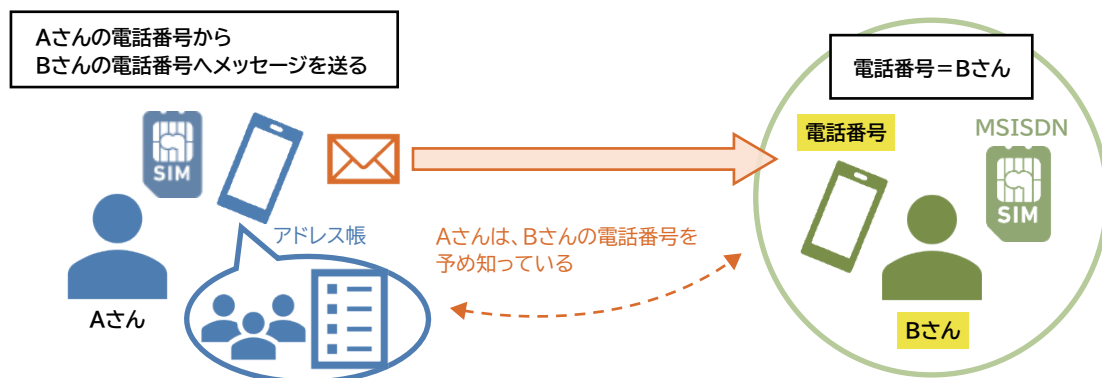 Aさんの電話番号から
Bさんの電話番号へメッセージを送る
電話番号=Bさん
電話番号
MSISDN
SIM
SIM
アドレス帳
Aさんは、Bさんの電話番号を
予め知っている
Aさん
Bさん